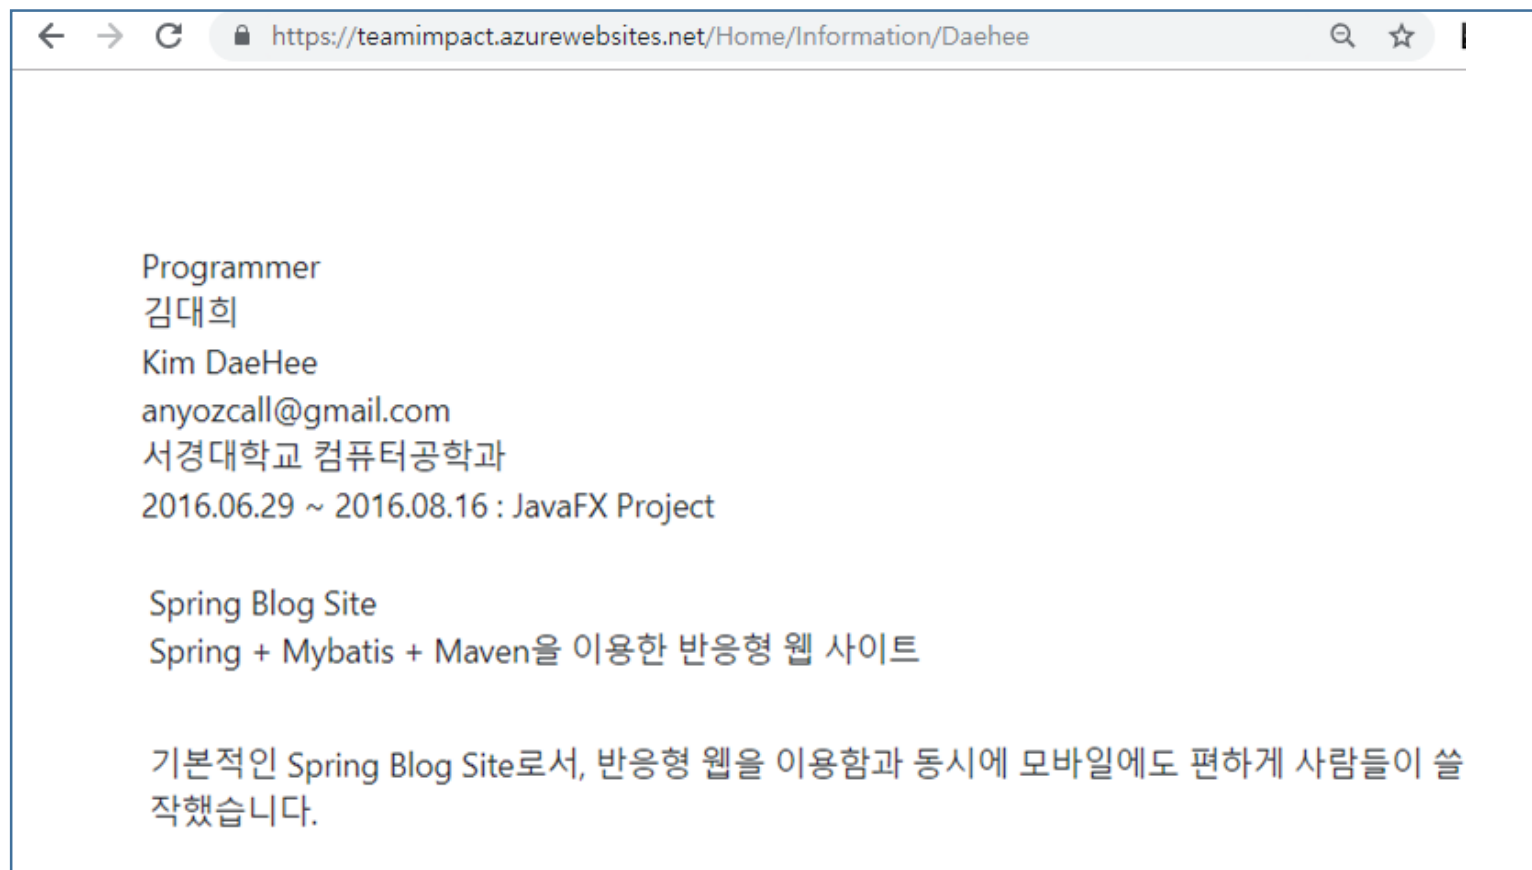 https://teamimpact.azurewebsites.net/Home/Information/Daehee
Programmer
김대희
Kim DaeHee
anyozcall@gmail.com
서경대학교 컴퓨터공학과
2016.06.29 ~ 2016.08.16 : JavaFX Project
Spring Blog Site
Spring + Mybatis + Maven을 이용한 반응형 웹 사이트
기본적인 Spring Blog Site로서, 반응형 웹을 이용함과 동시에 모바일에도 편하게 사람들이 쓸
작했습니다.